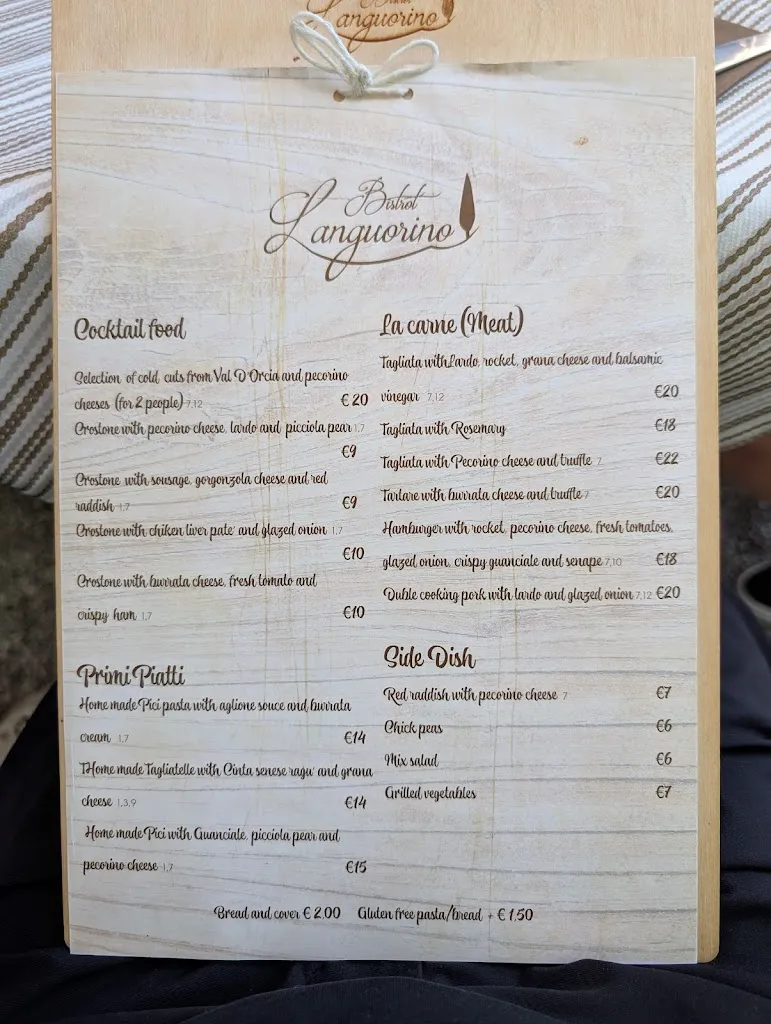 Bistrot
Languorino
Bistrot
Languorino
Cocktail food
Selection of cold cuts from Val D'Orcia and pecorino
cheeses (for 2 people) 7,12 € 20
Crostone with pecorino cheese, lardo and picciola pear 1,7
€9
Crostone with sausage, gorgonzola cheese and red
raddish 1,7 €9
Crostone with chiken liver pate' and glazed onion 1,7
€10
Crostone with burrata cheese, fresh tomato and
crispy ham 1,7 €10
Primi Piatti
Home made Pici pasta with aglione souce and burrata
cream 1,7 €14
THome made Tagliatelle with Cinta senese ragu' and grana
cheese 1,3,9 €14
Home made Pici with Guanciale, picciola pear and
pecorino cheese 1,7 €15
La carne (Meat)
Tagliata with Lardo, rocket, grana cheese and balsamic
vinegar 7,12 €20
Tagliata with Rosemary €18
Tagliata with Pecorino cheese and truffle 7 €22
Tartare with burrata cheese and truffle 7 €20
Hamburger with rocket, pecorino cheese, fresh tomatoes,
glazed onion, crispy guanciale and senape 7,10 €18
Duble cooking pork with lardo and glazed onion 7,12 €20
Side Dish
Red raddish with pecorino cheese 7 €7
Chick peas €6
Mix salad €6
Grilled vegetables €7
Bread and cover € 2.00 Gluten free pasta/bread + € 1.50